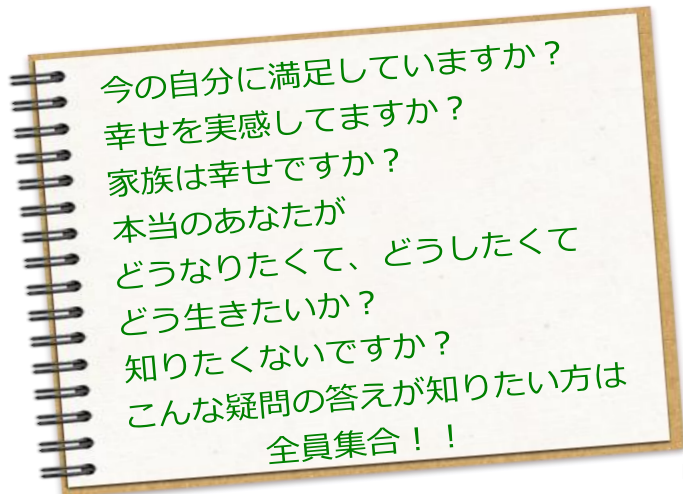 今の自分に満足していますか？
幸せを実感してますか？
家族は幸せですか？
本当のあなたが
どうなりたくて、どうしたくて
どう生きたいか？
知りたくないですか？
こんな疑問の答えが知りたい方は
全員集合！！